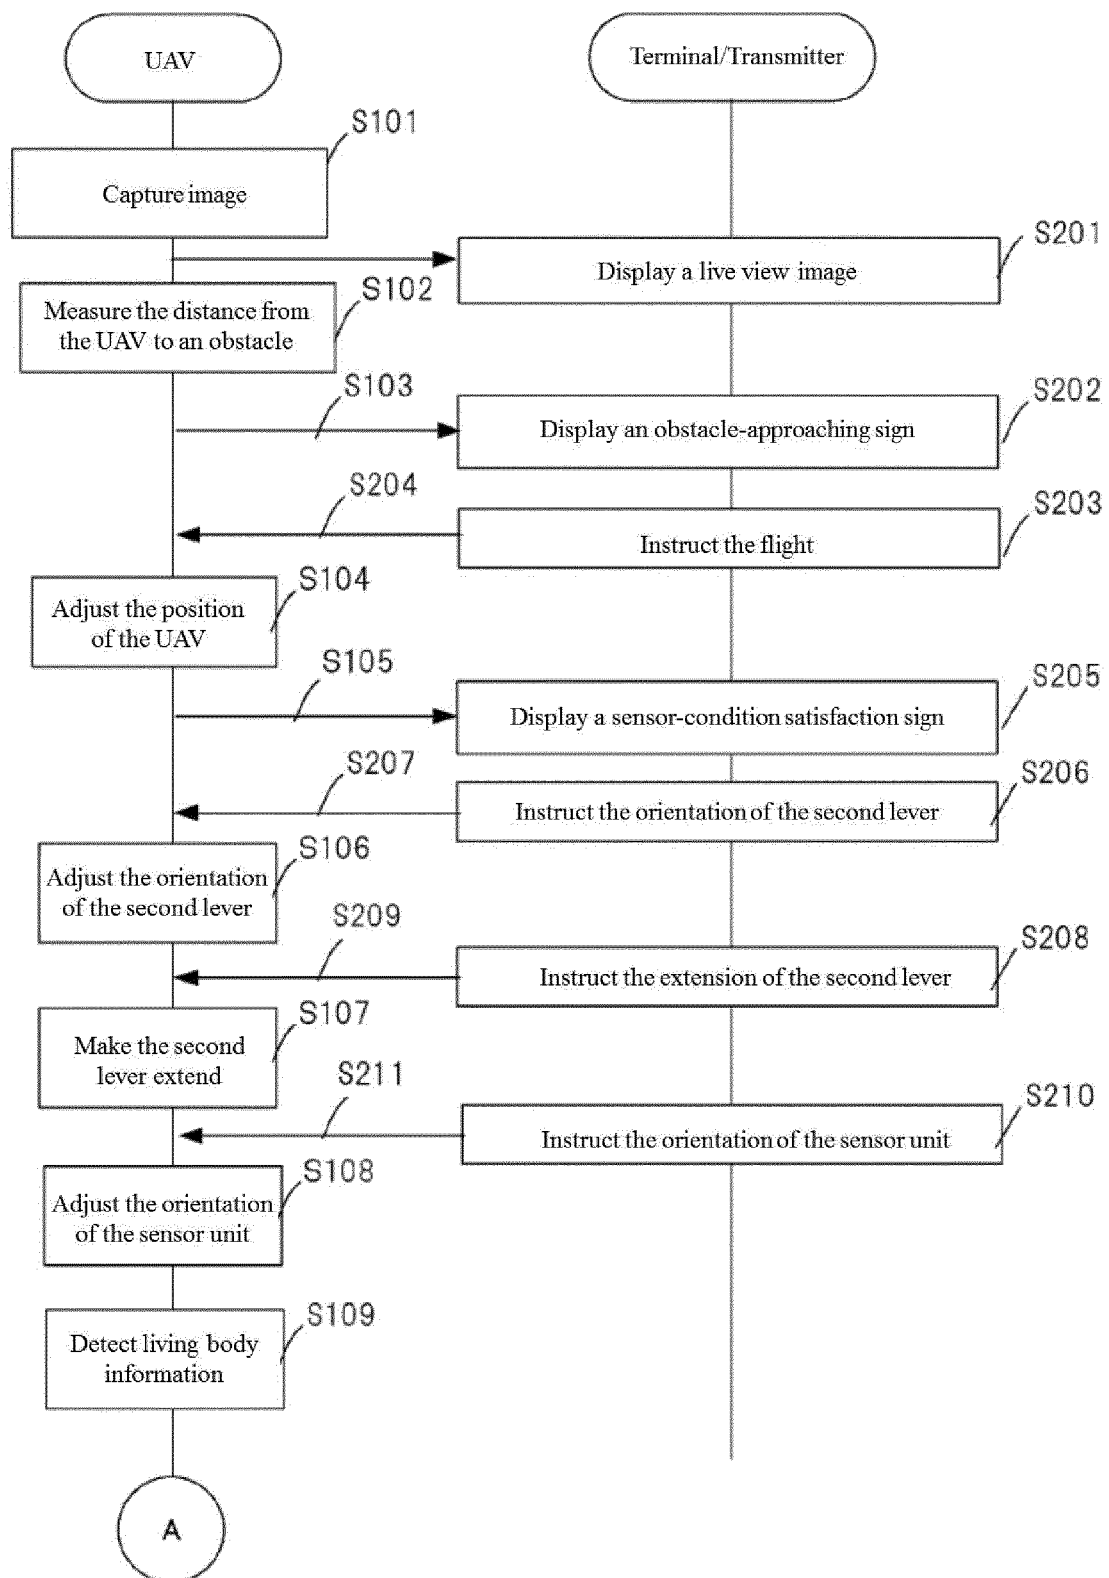 UAV
Terminal/Transmitter
S101
Capture image
S201
Display a live view image
S102
Measure the distance from
the UAV to an obstacle
S103
S202
Display an obstacle-approaching sign
S204
S203
Instruct the flight
S104
Adjust the position
of the UAV
S105
S205
Display a sensor-condition satisfaction sign
S207
S206
Instruct the orientation of the second lever
S106
Adjust the orientation
of the second lever
S209
S208
Instruct the extension of the second lever
S107
Make the second
lever extend
S211
S210
Instruct the orientation of the sensor unit
S108
Adjust the orientation
of the sensor unit
S109
Detect living body
information
A